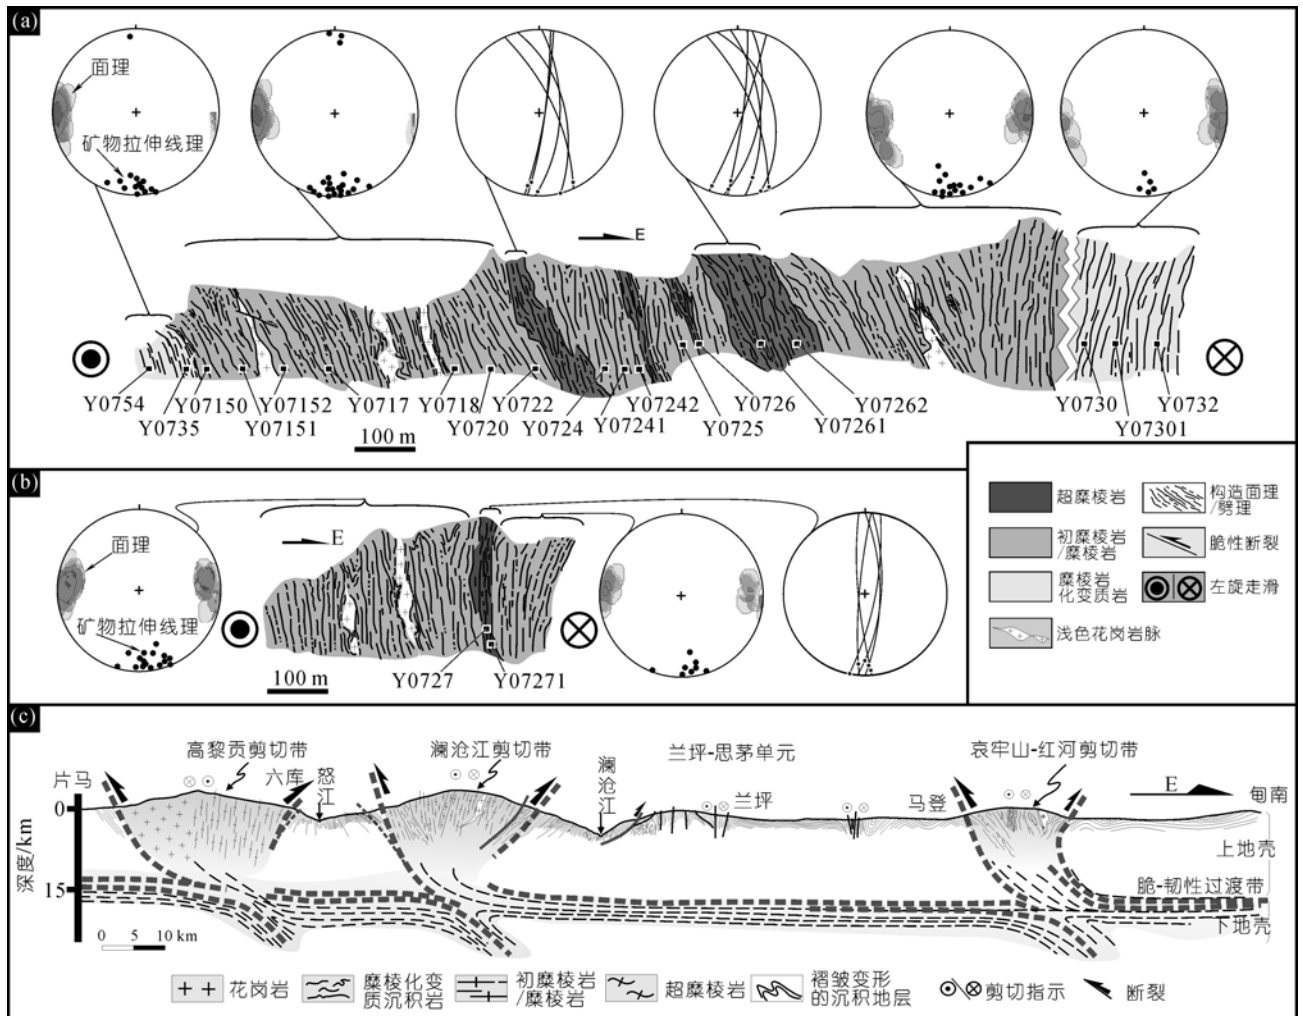 (a)
面理
矿物拉伸线理
E
Y0754
Y07150
Y07152
Y0717
Y0718
Y0722
Y07242
Y0726
Y07262
Y0730
Y0732
Y0735
Y07151
Y0720
Y0724
Y07241
Y0725
Y07261
Y07301
100 m
(b)
面理
矿物拉伸线理
E
Y0727
Y07271
100 m
超糜棱岩
构造面理
/劈理
初糜棱岩
/糜棱岩
脆性断裂
糜棱岩
化变质岩
左旋走滑
浅色花岗岩脉
(c)
高黎贡剪切带
澜沧江剪切带
兰坪-思茅单元
哀牢山-红河剪切带
片马
六库
怒江
澜沧江
兰坪
马登
E
甸南
0
15
深度/km
上地壳
脆-韧性过渡带
下地壳
0 5 10 km
花岗岩
糜棱化变
质沉积岩
初糜棱岩
/糜棱岩
超糜棱岩
褶皱变形
的沉积地层
剪切指示
断裂